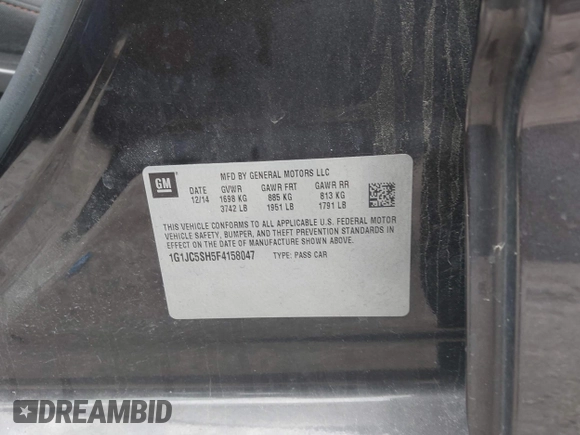 GM
MFD BY GENERAL MOTORS LLC
DATE GVWR GAWR FRT GAWR RR
12/14 1698 KG 885 KG 813 KG
3742 LB 1951 LB 1791 LB
THIS VEHICLE CONFORMS TO ALL APPLICABLE U.S. FEDERAL MOTOR
VEHICLE SAFETY, BUMPER, AND THEFT PREVENTION STANDARDS IN
EFFECT ON THE DATE OF MANUFACTURE SHOWN ABOVE.
1G1JC5SH5F4158047 TYPE: PASS CAR
DREAMBID